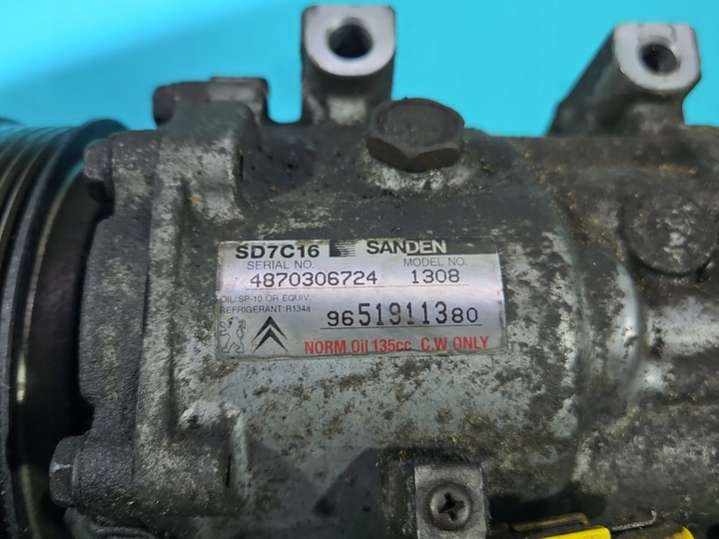 SD7C16 SANDEN
SERIAL NO. MODEL NO.
4870306724 1308
OIL: SP-10 OR EQUIV.
REFRIGERANT: R134a
9651911380
NORM Oil 135cc C.W ONLY